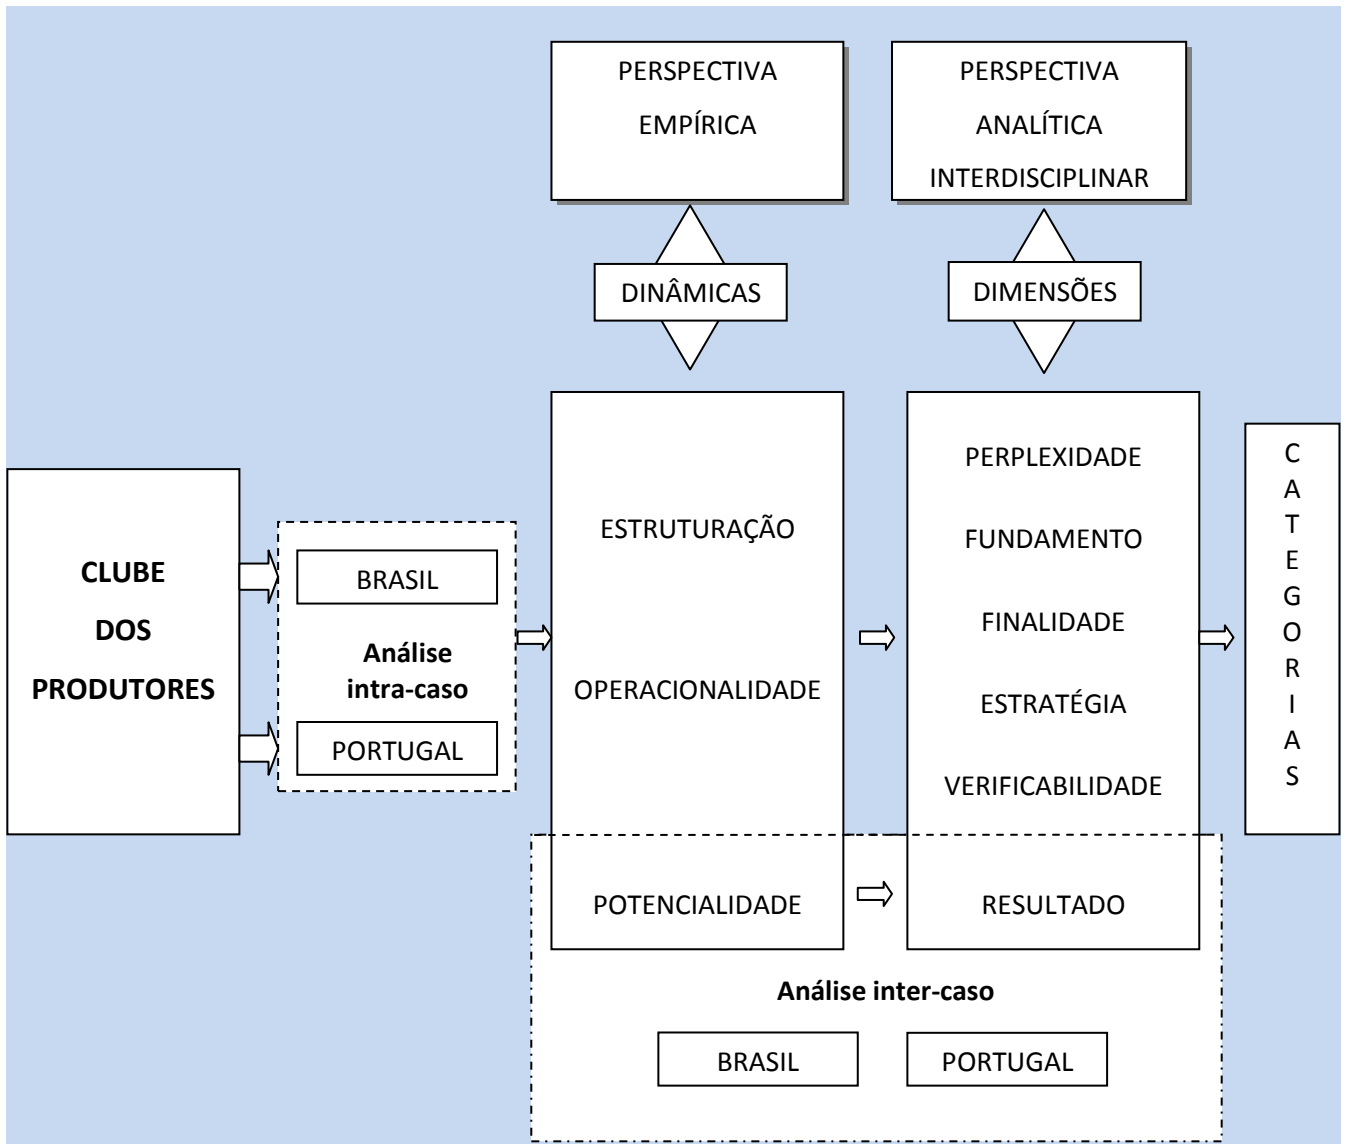 PERSPECTIVA
EMPÍRICA
PERSPECTIVA
ANALÍTICA
INTERDISCIPLINAR
DINÂMICAS
DIMENSÕES
CLUBE
DOS
PRODUTORES
BRASIL
Análise
intra-caso
PORTUGAL
ESTRUTURAÇÃO
OPERACIONALIDADE
POTENCIALIDADE
PERPLEXIDADE
FUNDAMENTO
FINALIDADE
ESTRATÉGIA
VERIFICABILIDADE
RESULTADO
C
A
T
E
G
O
R
I
A
S
Análise inter-caso
BRASIL
PORTUGAL